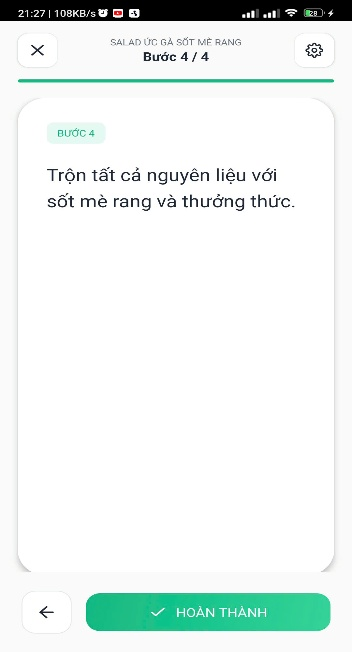 21:27 | 108KB/s
28
SALAD ỨC GÀ SỐT MÈ RANG
Bước 4 / 4
BƯỚC 4
Trộn tất cả nguyên liệu với
sốt mè rang và thưởng thức.
HOÀN THÀNH